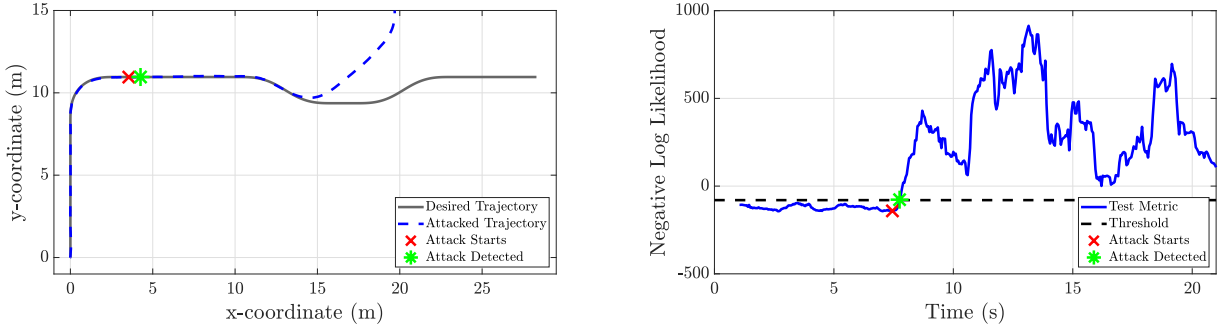 15
10
5
0
y-coordinate (m)
0
5
10
15
20
25
x-coordinate (m)
Desired Trajectory
Attacked Trajectory
Attack Starts
Attack Detected
1000
500
0
-500
Negative Log Likelihood
5
10
15
20
Time (s)
Test Metric
Threshold
Attack Starts
Attack Detected